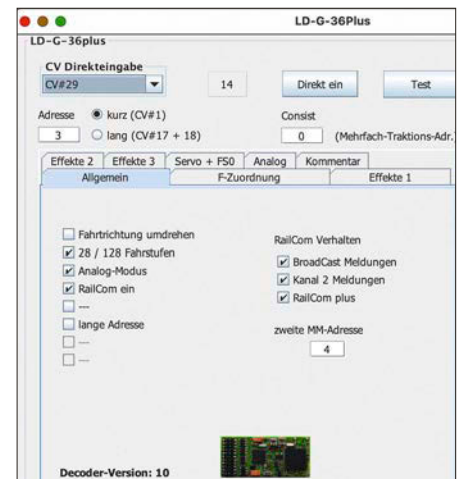 LD-G-36Plus
LD-G-36plus
CV Direkteingabe
CV#29 14 Direkt ein Test
Adresse kurz (CV#1) Consist
3 lang (CV#17 + 18) 0 (Mehrfach-Traktions-Adr.
Effekte 2 Effekte 3 Servo + FS0 Analog Kommentar
Allgemein F-Zuordnung Effekte 1
Fahrtrichtung umdrehen
28 / 128 Fahrstufen
Analog-Modus
RailCom ein
---
lange Adresse
---
---
RailCom Verhalten
BroadCast Meldungen
Kanal 2 Meldungen
RailCom plus
zweite MM-Adresse
4
Decoder-Version: 10